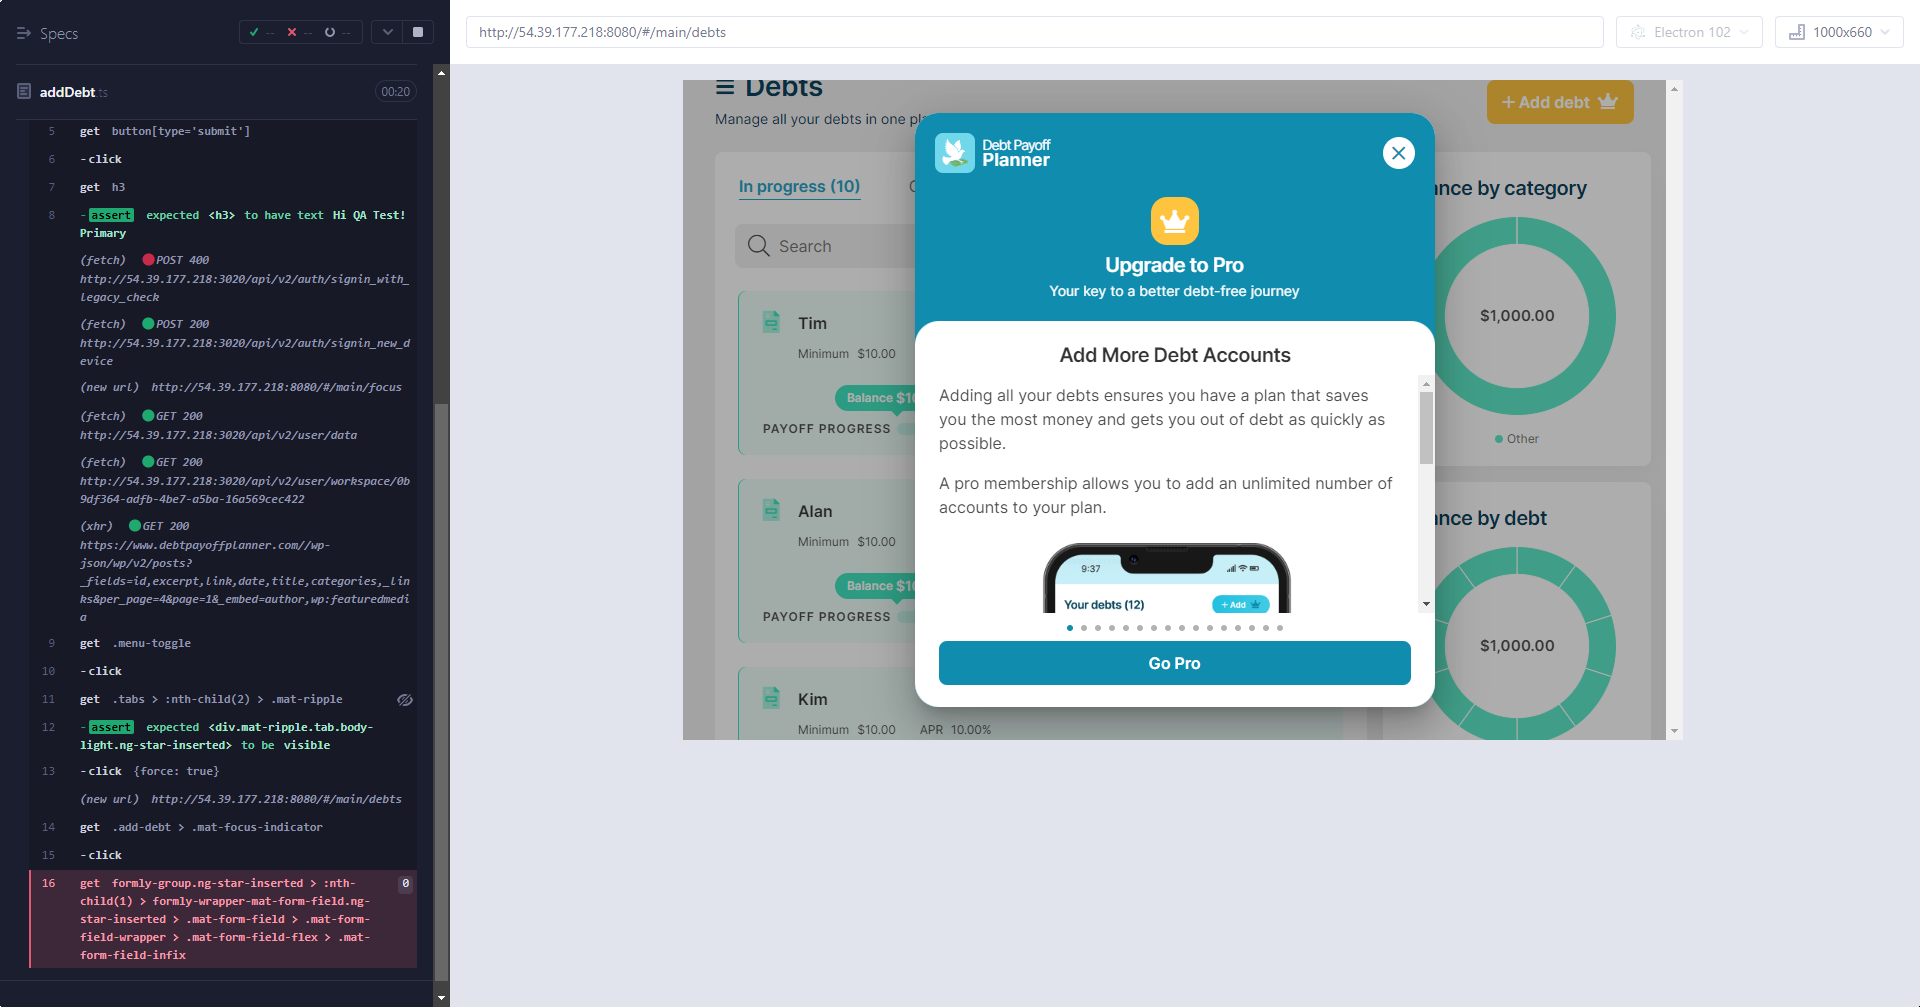 Specs
-- -- --
addDebt ts
00:20
5 get button[type='submit']
6 -click
7 get h3
8 -assert expected <h3> to have text Hi QA Test!
Primary
(fetch) POST 400
http://54.39.177.218:3020/api/v2/auth/signin_with_
legacy_check
(fetch) POST 200
http://54.39.177.218:3020/api/v2/auth/signin_new_d
evice
(new url) http://54.39.177.218:8080/#/main/focus
(fetch) GET 200
http://54.39.177.218:3020/api/v2/user/data
(fetch) GET 200
http://54.39.177.218:3020/api/v2/user/workspace/0b
9df364-adfb-4be7-a5ba-16a569cec422
(xhr) GET 200
https://www.debtpayoffplanner.com//wp-
json/wp/v2/posts?
_fields=id,excerpt,link,date,title,categories,_lin
ks&per_page=4&page=1&_embed=author,wp:featuredmedi
a
9 get .menu-toggle
10 -click
11 get .tabs > :nth-child(2) > .mat-ripple
12 -assert expected <div.mat-ripple.tab.body-
light.ng-star-inserted> to be visible
13 -click {force: true}
(new url) http://54.39.177.218:8080/#/main/debts
14 get .add-debt > .mat-focus-indicator
15 -click
16 get formly-group.ng-star-inserted > :nth-
child(1) > formly-wrapper-mat-form-field.ng-
star-inserted > .mat-form-field > .mat-form-
field-wrapper > .mat-form-field-flex > .mat-
form-field-infix
0
http://54.39.177.218:8080/#/main/debts
Electron 102
1000x660
Debts
Manage all your debts in one pl
+ Add debt
In progress (10)
Search
Tim
Minimum $10.00
Balance $10
PAYOFF PROGRESS
Alan
Minimum $10.00
Balance $10
PAYOFF PROGRESS
Kim
Minimum $10.00 APR 10.00%
Debt Payoff
Planner
Upgrade to Pro
Your key to a better debt-free journey
Add More Debt Accounts
Adding all your debts ensures you have a plan that saves
you the most money and gets you out of debt as quickly as
possible.
A pro membership allows you to add an unlimited number of
accounts to your plan.
9:37
Your debts (12)
+ Add
Go Pro
ance by category
$1,000.00
Other
ance by debt
$1,000.00